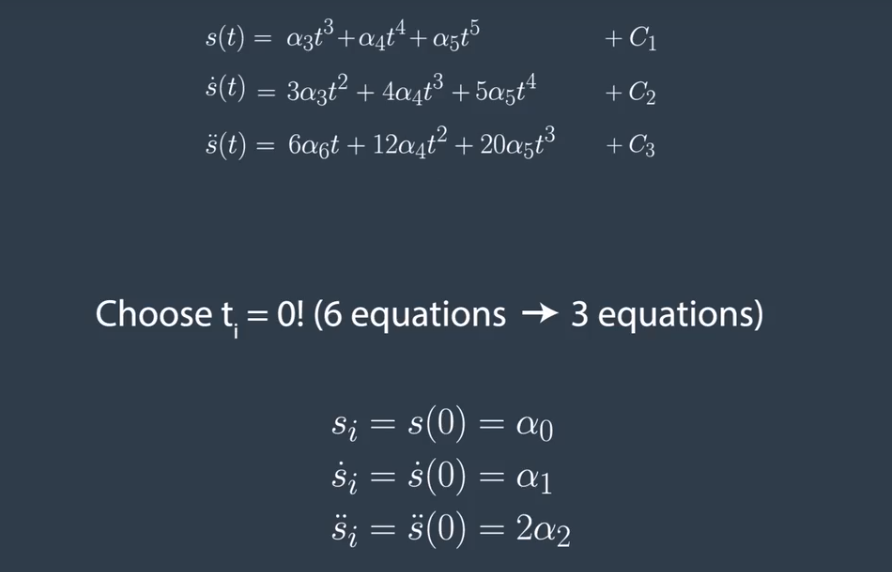 s(t) = α₃t³ + α₄t⁴ + α₅t⁵ + C₁
ṡ(t) = 3α₃t² + 4α₄t³ + 5α₅t⁴ + C₂
s̈(t) = 6α₆t + 12α₄t² + 20α₅t³ + C₃
Choose tᵢ = 0! (6 equations → 3 equations)
sᵢ = s(0) = α₀
ṡᵢ = ṡ(0) = α₁
s̈ᵢ = s̈(0) = 2α₂